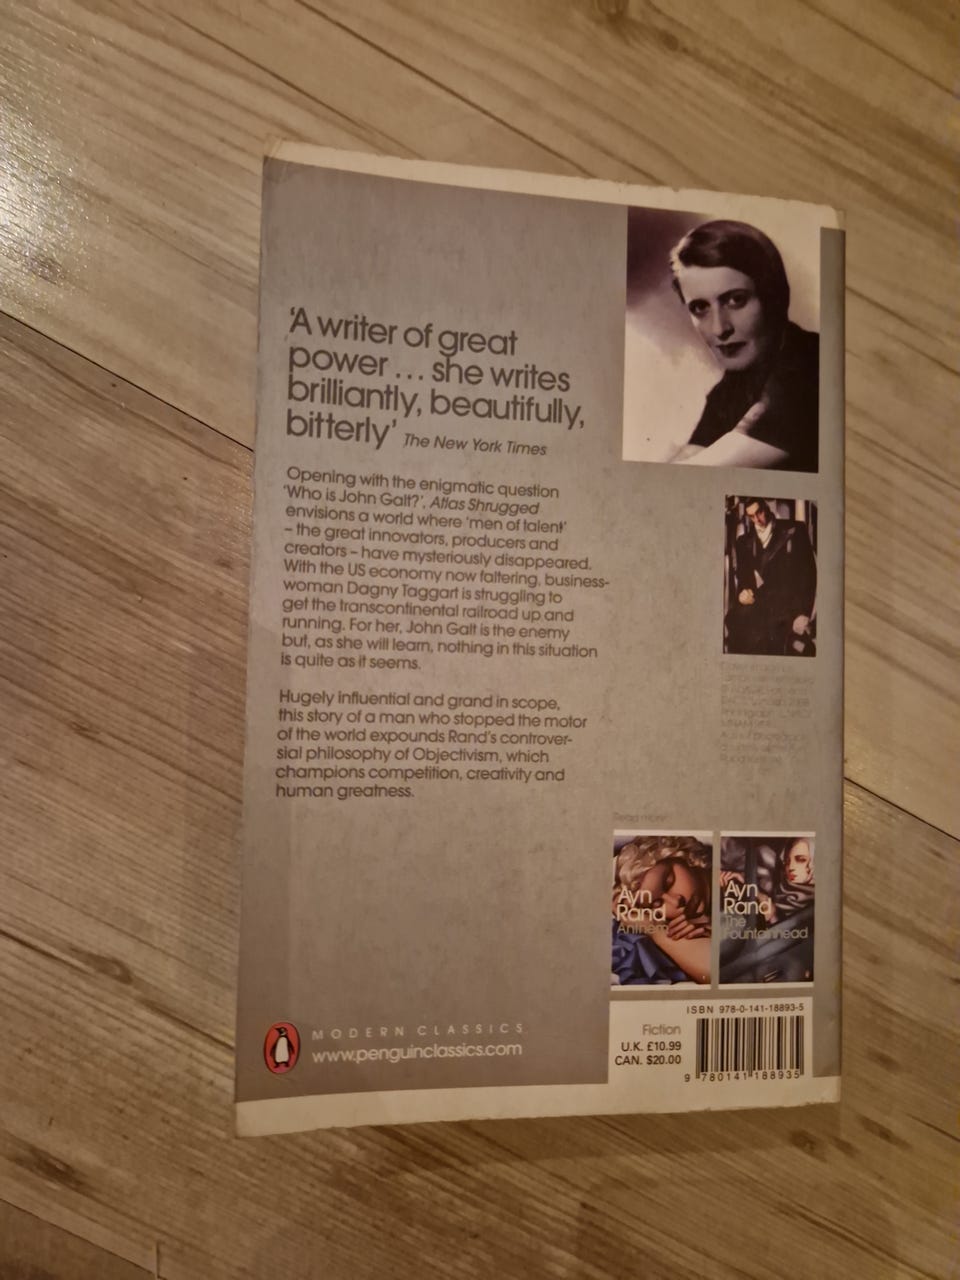 ‘A writer of great
power ... she writes
brilliantly, beautifully,
bitterly’ The New York Times
Opening with the enigmatic question
‘Who is John Galt?’, Atlas Shrugged
envisions a world where ‘men of talent’
– the great innovators, producers and
creators – have mysteriously disappeared.
With the US economy now faltering, business-
woman Dagny Taggart is struggling to
get the transcontinental railroad up and
running. For her, John Galt is the enemy
but, as she will learn, nothing in this situation
is quite as it seems.
Hugely influential and grand in scope,
this story of a man who stopped the motor
of the world expounds Rand's controver-
sial philosophy of Objectivism, which
champions competition, creativity and
human greatness.
Read more
Ayn
Rand
Anthem
Ayn
Rand
The
Fountainhead
MODERN CLASSICS
www.penguinclassics.com
ISBN 978-0-141-18893-5
Fiction
U.K. £10.99
CAN. $20.00
9 780141 188935